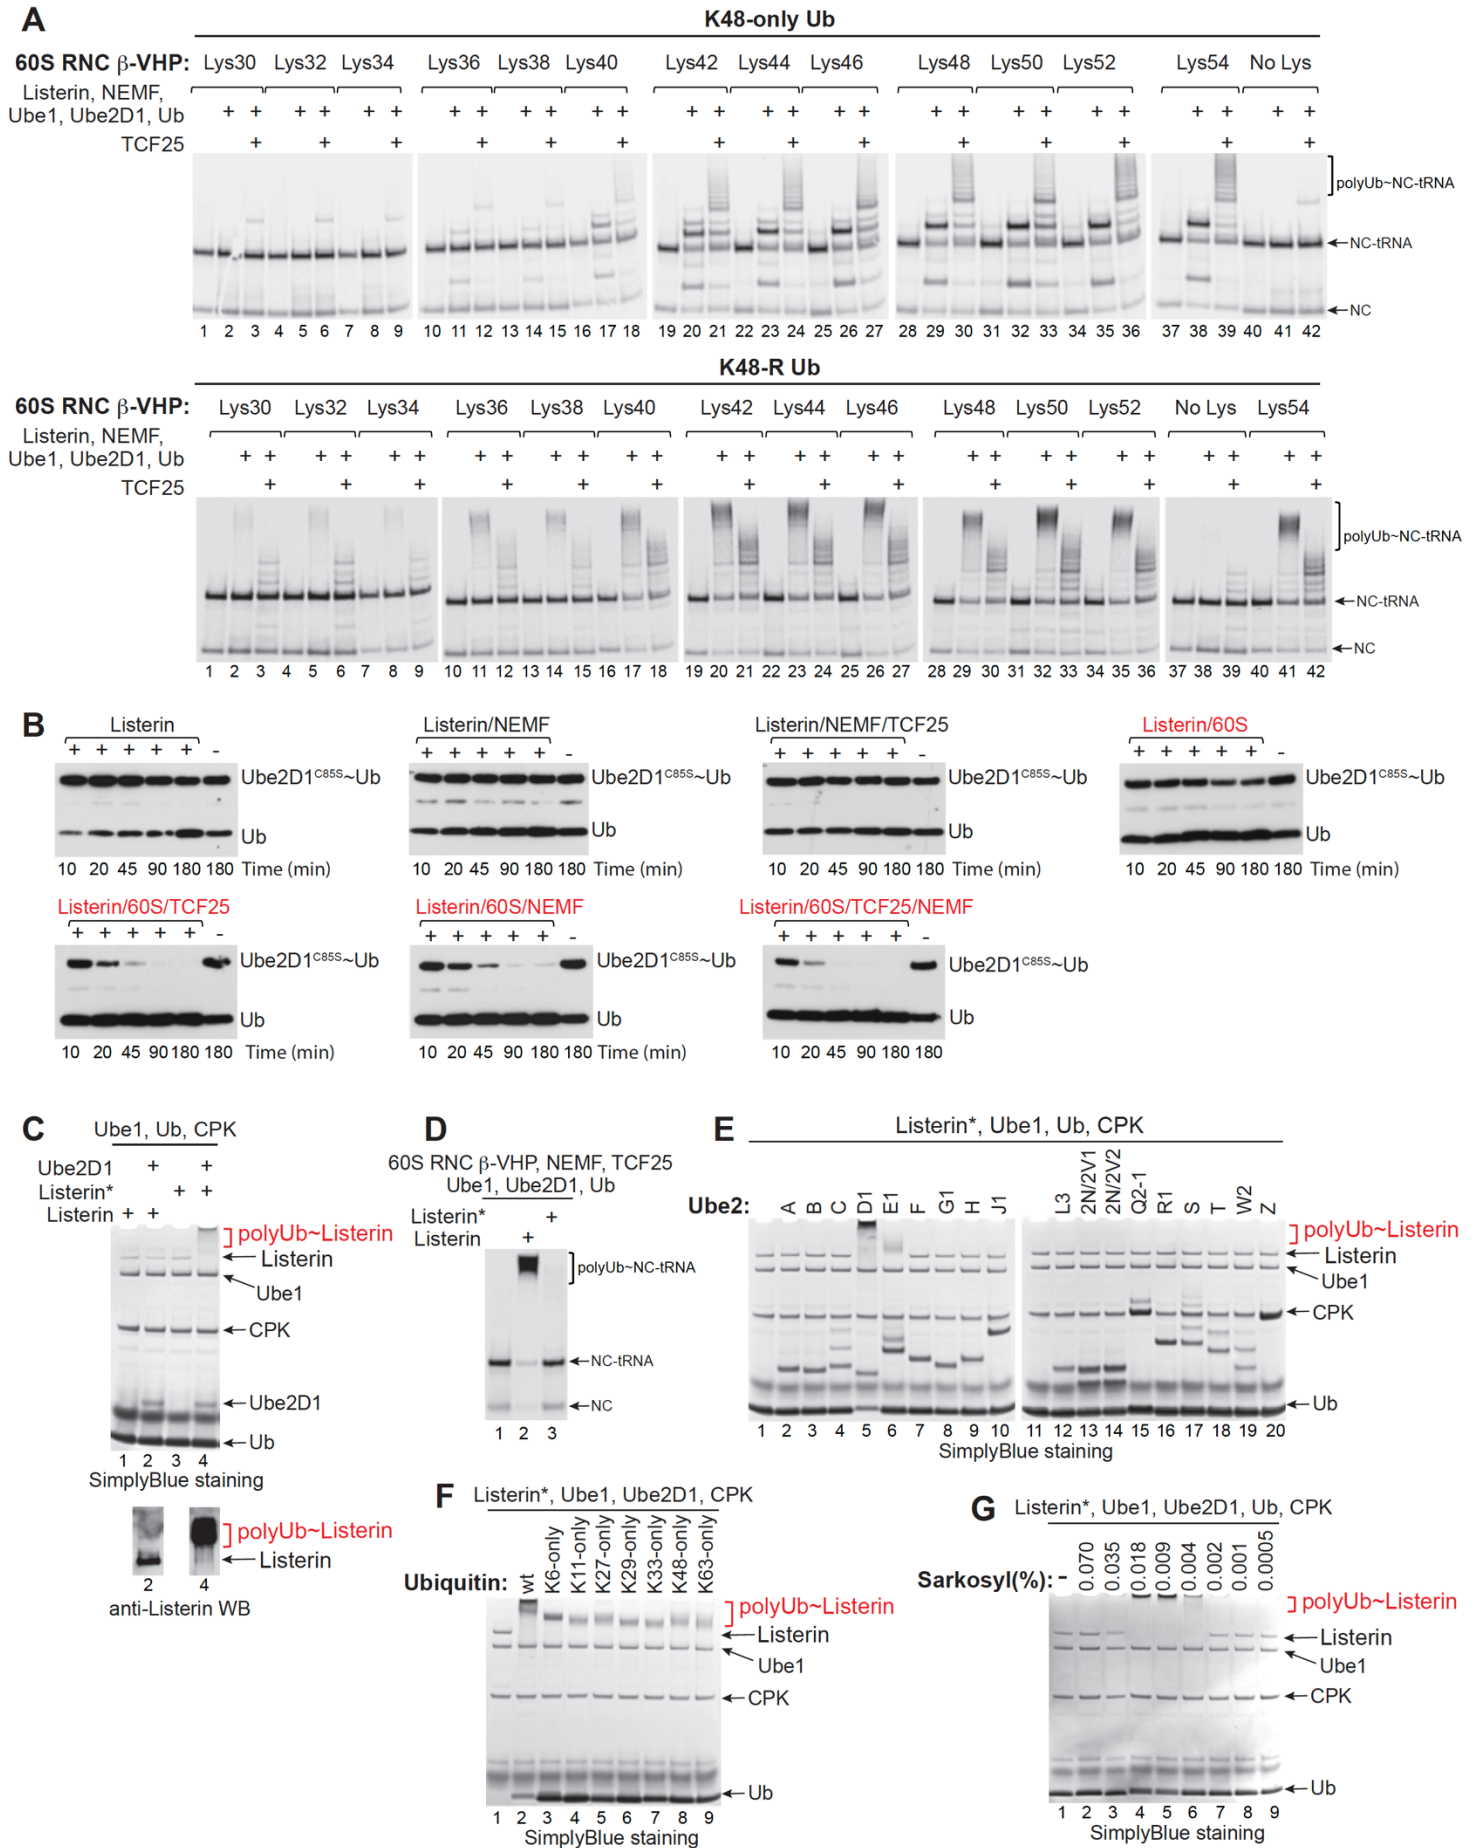 A
K48-only Ub
60S RNC β-VHP: Lys30 Lys32 Lys34 Lys36 Lys38 Lys40 Lys42 Lys44 Lys46 Lys48 Lys50 Lys52 Lys54 No Lys
Listerin, NEMF,
Ube1, Ube2D1, Ub + + + + + + + + + + + + + + + + + + + + + + + + + + + +
TCF25 + + + + + + + + + + + + + +
polyUb~NC-tRNA
NC-tRNA
NC
1 2 3 4 5 6 7 8 9 10 11 12 13 14 15 16 17 18 19 20 21 22 23 24 25 26 27 28 29 30 31 32 33 34 35 36 37 38 39 40 41 42
K48-R Ub
60S RNC β-VHP: Lys30 Lys32 Lys34 Lys36 Lys38 Lys40 Lys42 Lys44 Lys46 Lys48 Lys50 Lys52 No Lys Lys54
Listerin, NEMF,
Ube1, Ube2D1, Ub + + + + + + + + + + + + + + + + + + + + + + + + + + + +
TCF25 + + + + + + + + + + + + + +
polyUb~NC-tRNA
NC-tRNA
NC
1 2 3 4 5 6 7 8 9 10 11 12 13 14 15 16 17 18 19 20 21 22 23 24 25 26 27 28 29 30 31 32 33 34 35 36 37 38 39 40 41 42
B
Listerin Listerin/NEMF Listerin/NEMF/TCF25 Listerin/60S
+ + + + + - + + + + + - + + + + + - + + + + + -
Ube2D1C85S~Ub Ube2D1C85S~Ub Ube2D1C85S~Ub Ube2D1C85S~Ub
Ub Ub Ub Ub
10 20 45 90 180 180 Time (min) 10 20 45 90 180 180 Time (min) 10 20 45 90 180 180 Time (min) 10 20 45 90 180 180 Time (min)
Listerin/60S/TCF25 Listerin/60S/NEMF Listerin/60S/TCF25/NEMF
+ + + + + - + + + + + - + + + + + -
Ube2D1C85S~Ub Ube2D1C85S~Ub Ube2D1C85S~Ub
Ub Ub Ub
10 20 45 90 180 180 Time (min) 10 20 45 90 180 180 Time (min) 10 20 45 90 180 180
C
Ube1, Ub, CPK
Ube2D1 + +
Listerin* + +
Listerin + +
polyUb~Listerin
Listerin
Ube1
CPK
Ube2D1
Ub
1 2 3 4
SimplyBlue staining
polyUb~Listerin
Listerin
2 4
anti-Listerin WB
D
60S RNC β-VHP, NEMF, TCF25
Ube1, Ube2D1, Ub
Listerin* +
Listerin +
polyUb~NC-tRNA
NC-tRNA
NC
1 2 3
E
Listerin*, Ube1, Ub, CPK
Ube2: A B C D1 E1 F G1 H J1 L3 2N/2V1 2N/2V2 Q2-1 R1 S T W2 Z
polyUb~Listerin
Listerin
Ube1
CPK
Ub
1 2 3 4 5 6 7 8 9 10 11 12 13 14 15 16 17 18 19 20
SimplyBlue staining
F
Listerin*, Ube1, Ube2D1, CPK
Ubiquitin: wt K6-only K11-only K27-only K29-only K33-only K48-only K63-only
polyUb~Listerin
Listerin
Ube1
CPK
Ub
1 2 3 4 5 6 7 8 9
SimplyBlue staining
G
Listerin*, Ube1, Ube2D1, Ub, CPK
Sarkosyl(%): - 0.070 0.035 0.018 0.009 0.004 0.002 0.001 0.0005
polyUb~Listerin
Listerin
Ube1
CPK
Ub
1 2 3 4 5 6 7 8 9
SimplyBlue staining